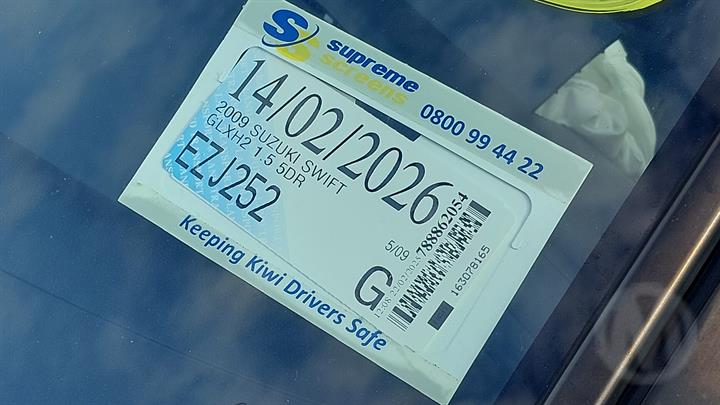 SS supreme
screens
0800 99 44 22
14/02/2026
2009 SUZUKI SWIFT
GLXH2 1.5 5DR
EZJ252
5/09
G
788862054
163078165
Keeping Kiwi Drivers Safe